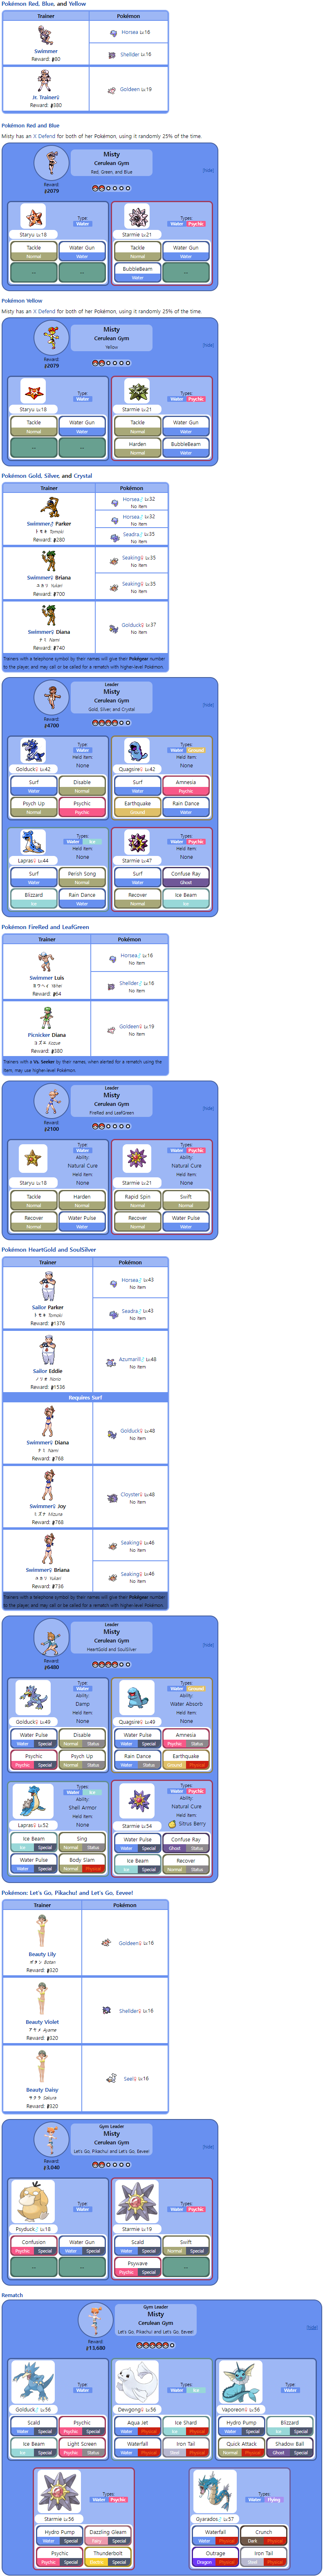 Pokémon Red, Blue, and Yellow
Trainer Pokémon
Swimmer
Reward: 80
Horsea Lv.16
Shellder Lv.16
Jr. Trainer♀
Reward: 380
Goldeen Lv.19
Pokémon Red and Blue
Misty has an X Defend for both of her Pokémon, using it randomly 25% of the time.
Misty
Cerulean Gym
Red, Green, and Blue
[hide]
Reward:
2079
Type:
Water
Staryu Lv.18
Types:
Water Psychic
Starmie Lv.21
Tackle Water Gun Tackle Water Gun
Normal Water Normal Water
— — BubbleBeam —
Water
Pokémon Yellow
Misty has an X Defend for both of her Pokémon, using it randomly 25% of the time.
Misty
Cerulean Gym
Yellow
[hide]
Reward:
2079
Type:
Water
Staryu Lv.18
Types:
Water Psychic
Starmie Lv.21
Tackle Water Gun Tackle Water Gun
Normal Water Normal Water
— — Harden BubbleBeam
Normal Water
Pokémon Gold, Silver, and Crystal
Trainer Pokémon
Swimmer♂ Parker
Tomoki
Reward: 280
Horsea♂ Lv.32
No item
Horsea♂ Lv.32
No item
Seadra♂ Lv.35
No item
Swimmer♀ Briana
Yukari
Reward: 700
Seaking♀ Lv.35
No item
Seaking♀ Lv.35
No item
Swimmer♀ Diana
Nami
Reward: 740
Golduck♀ Lv.37
No item
Trainers with a telephone symbol by their names will give their Pokégear number
to the player, and may call or be called for a rematch with higher-level Pokémon.
Leader
Misty
Cerulean Gym
Gold, Silver, and Crystal
[hide]
Reward:
4700
Type:
Water
Held item:
None
Golduck♀ Lv.42
Types:
Water Ground
Held item:
None
Quagsire♀ Lv.42
Surf Disable Surf Amnesia
Water Normal Water Psychic
Psych Up Psychic Earthquake Rain Dance
Normal Psychic Ground Water
Types:
Water Ice
Held item:
None
Lapras♀ Lv.44
Types:
Water Psychic
Held item:
None
Starmie Lv.47
Surf Perish Song Surf Confuse Ray
Water Normal Water Ghost
Blizzard Rain Dance Recover Ice Beam
Ice Water Normal Ice
Pokémon FireRed and LeafGreen
Trainer Pokémon
Swimmer Luis
Reward: 64
Horsea♂ Lv.16
No item
Shellder♂ Lv.16
No item
Picnicker Diana
Kozue
Reward: 380
Goldeen♀ Lv.19
No item
Trainers with a Vs. Seeker by their names, when alerted for a rematch using the
item, may use higher-level Pokémon.
Leader
Misty
Cerulean Gym
FireRed and LeafGreen
[hide]
Reward:
2100
Type:
Water
Ability:
Natural Cure
Held item:
None
Staryu Lv.18
Types:
Water Psychic
Ability:
Natural Cure
Held item:
None
Starmie Lv.21
Tackle Harden Rapid Spin Swift
Normal Normal Normal Normal
Recover Water Pulse Recover Water Pulse
Normal Water Normal Water
Pokémon HeartGold and SoulSilver
Trainer Pokémon
Sailor Parker
Tomoki
Reward: 1376
Horsea♂ Lv.43
No item
Seadra♂ Lv.43
No item
Sailor Eddie
Norio
Reward: 1536
Azumarill♂ Lv.48
No item
Requires Surf
Swimmer♀ Diana
Nami
Reward: 768
Golduck♀ Lv.48
No item
Swimmer♀ Joy
Mizue
Reward: 768
Cloyster♀ Lv.48
No item
Swimmer♀ Briana
Yukari
Reward: 736
Seaking♀ Lv.46
No item
Seaking♀ Lv.46
No item
Trainers with a telephone symbol by their names will give their Pokégear number
to the player, and may call or be called for a rematch with higher-level Pokémon.
Leader
Misty
Cerulean Gym
HeartGold and SoulSilver
[hide]
Reward:
6480
Type:
Water
Ability:
Damp
Held item:
None
Golduck♀ Lv.49
Types:
Water Ground
Ability:
Water Absorb
Held item:
None
Quagsire♀ Lv.49
Water Pulse Disable Water Pulse Amnesia
Water Special Normal Status Water Special Psychic Status
Psychic Psych Up Rain Dance Earthquake
Psychic Special Normal Status Water Status Ground Physical
Types:
Water Ice
Ability:
Shell Armor
Held item:
None
Lapras♀ Lv.52
Types:
Water Psychic
Ability:
Natural Cure
Held item:
Sitrus Berry
Starmie Lv.54
Ice Beam Sing Water Pulse Confuse Ray
Ice Special Normal Status Water Special Ghost Status
Water Pulse Body Slam Ice Beam Recover
Water Special Normal Physical Ice Special Normal Status
Pokémon: Let's Go, Pikachu! and Let's Go, Eevee!
Trainer Pokémon
Beauty Lily
Botan
Reward: 920
Goldeen♀ Lv.16
Beauty Violet
Ayame
Reward: 920
Shellder♀ Lv.16
Beauty Daisy
Sakura
Reward: 920
Seel♀ Lv.16
Gym Leader
Misty
Cerulean Gym
Let's Go, Pikachu! and Let's Go, Eevee!
[hide]
Reward:
3,040
Type:
Water
Psyduck♂ Lv.18
Types:
Water Psychic
Starmie Lv.19
Confusion Water Gun Scald Swift
Psychic Special Water Special Water Special Normal Special
— — Psywave —
Psychic Special
Rematch
Gym Leader
Misty
Cerulean Gym
Let's Go, Pikachu! and Let's Go, Eevee!
[hide]
Reward:
13,680
Type:
Water
Golduck♂ Lv.56
Types:
Water Ice
Dewgong♀ Lv.56
Type:
Water
Vaporeon♀ Lv.56
Scald Psychic Aqua Jet Ice Shard Hydro Pump Blizzard
Water Special Psychic Special Water Physical Ice Physical Water Special Ice Special
Ice Beam Light Screen Waterfall Iron Tail Quick Attack Shadow Ball
Ice Special Psychic Status Water Physical Steel Physical Normal Physical Ghost Special
Types:
Water Psychic
Starmie Lv.56
Types:
Water Flying
Gyarados♂ Lv.57
Hydro Pump Dazzling Gleam Waterfall Crunch
Water Special Fairy Special Water Physical Dark Physical
Psychic Thunderbolt Outrage Iron Tail
Psychic Special Electric Special Dragon Physical Steel Physical